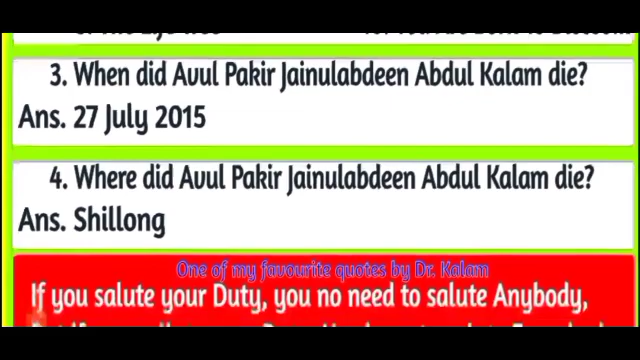 3. When did Avul Pakir Jainulabdeen Abdul Kalam die?
Ans. 27 July 2015
4. Where did Avul Pakir Jainulabdeen Abdul Kalam die?
Ans. Shillong
One of my favourite quotes by Dr. Kalam
If you salute your Duty, you no need to salute Anybody,